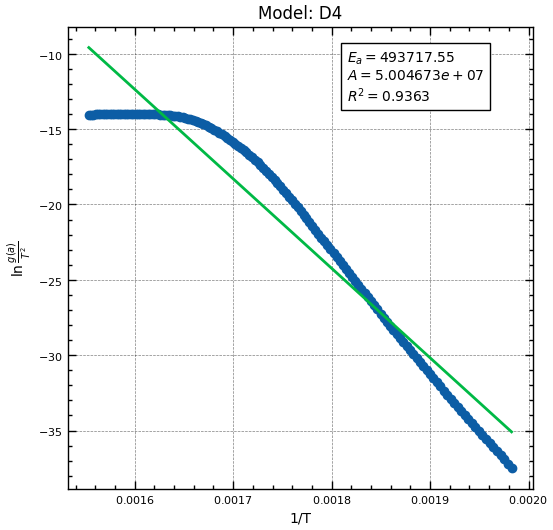 Model: D4
E_a = 493717.55
A = 5.004673e + 07
R^2 = 0.9363
−10
−15
−20
−25
−30
−35
ln g(a)/T^2
0.0016 0.0017 0.0018 0.0019 0.0020
1/T